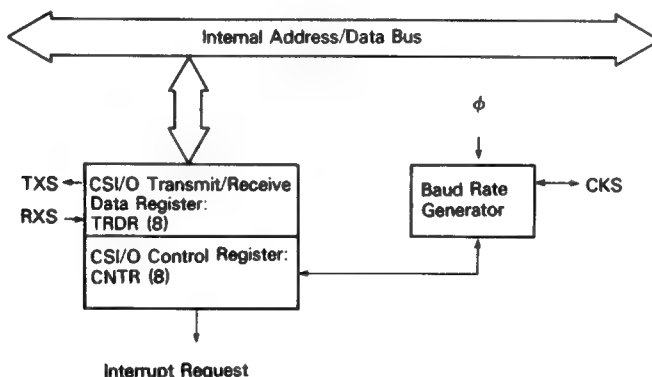 Internal Address/Data Bus
ϕ
TXS
CSI/O Transmit/Receive
Data Register:
TRDR (8)
RXS
Baud Rate
Generator
CKS
CSI/O Control Register:
CNTR (8)
Interrupt Request